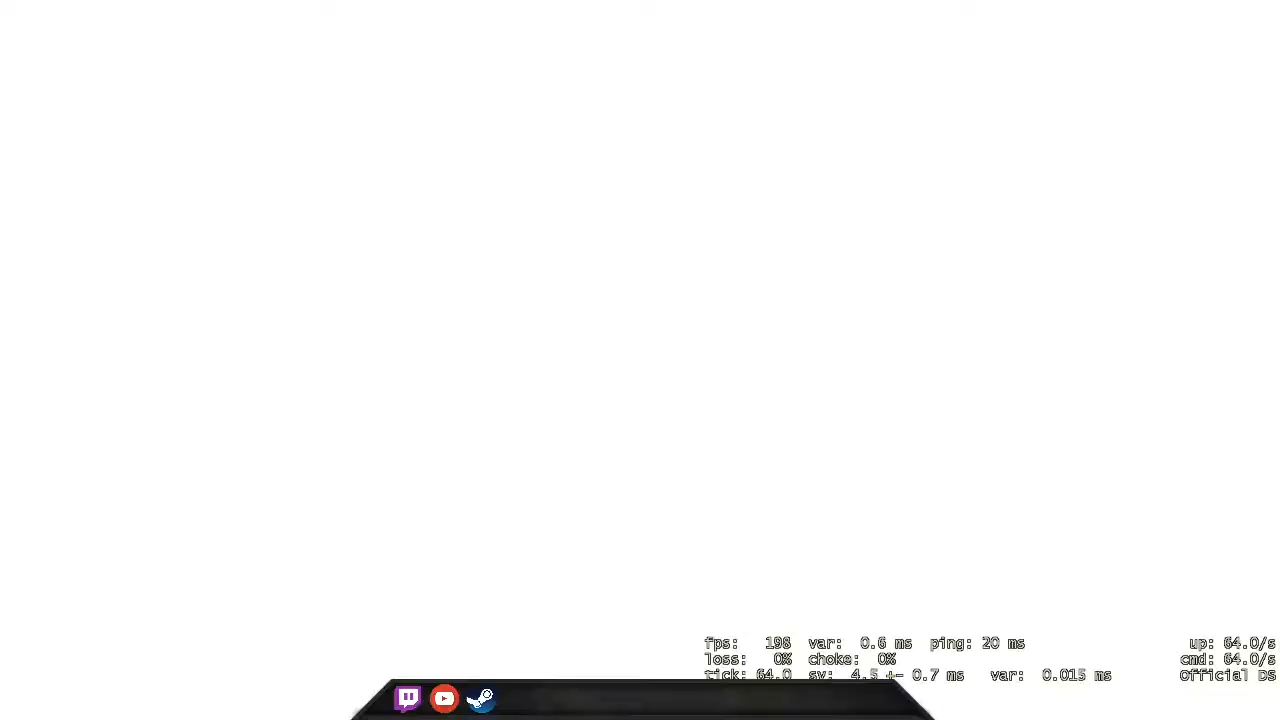 fps: 198 var: 0.6 ms ping: 20 ms up: 64.0/s
loss: 0% choke: 0% cmd: 64.0/s
tick: 64.0 sv: 4.5 +- 0.7 ms var: 0.015 ms Official DS